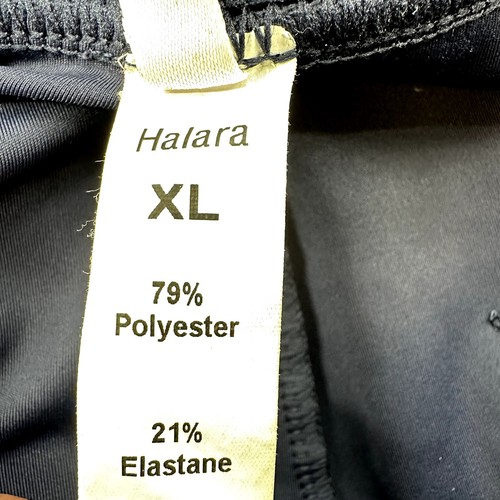 Halara
XL
79%
Polyester
21%
Elastane